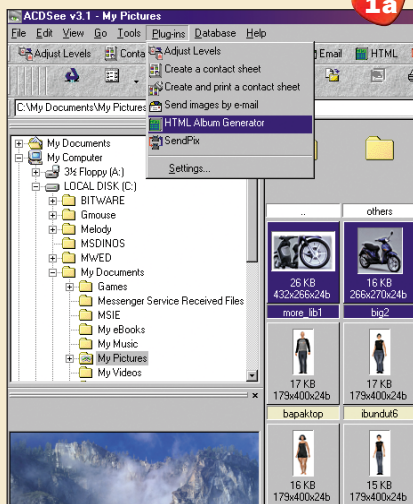 1a
ACDSee v3.1 - My Pictures
File Edit View Go Tools Plug-ins Database Help
Adjust Levels Conta Email HTML
Adjust Levels
Create a contact sheet
Create and print a contact sheet
Send images by e-mail
HTML Album Generator
SendPix
Settings...
C:\My Documents\My Pictures
My Documents
My Computer
3½ Floppy (A:)
LOCAL DISK (C:)
BITWARE
Gmouse
Melody
MSDINOS
MWED
My Documents
Games
Messenger Service Received Files
MSIE
My eBooks
My Music
My Pictures
My Videos
.. others
26 KB 16 KB
432x266x24b 266x270x24b
more_lib1 big2
17 KB 17 KB
179x400x24b 179x400x24b
bapaktop ibundut6
16 KB 15 KB
179x400x24b 179x400x24b